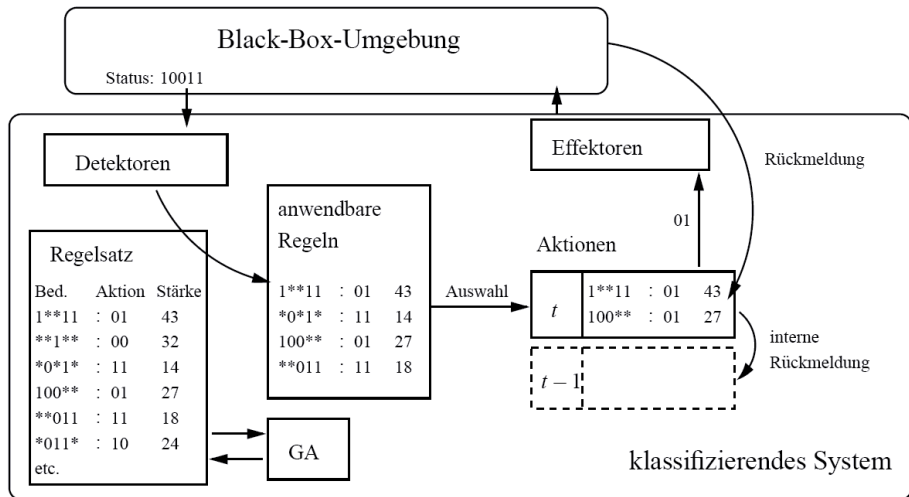 Black-Box-Umgebung
Status: 10011
Detektoren
Effektoren
Rückmeldung
anwendbare
Regeln
1**11 : 01 43
*0*1* : 11 14
100** : 01 27
**011 : 11 18
Regelsatz
Bed. Aktion Stärke
1**11 : 01 43
**1** : 00 32
*0*1* : 11 14
100** : 01 27
**011 : 11 18
*011* : 10 24
etc.
GA
Auswahl
01
Aktionen
t
1**11 : 01 43
100** : 01 27
t − 1
interne
Rückmeldung
klassifizierendes System